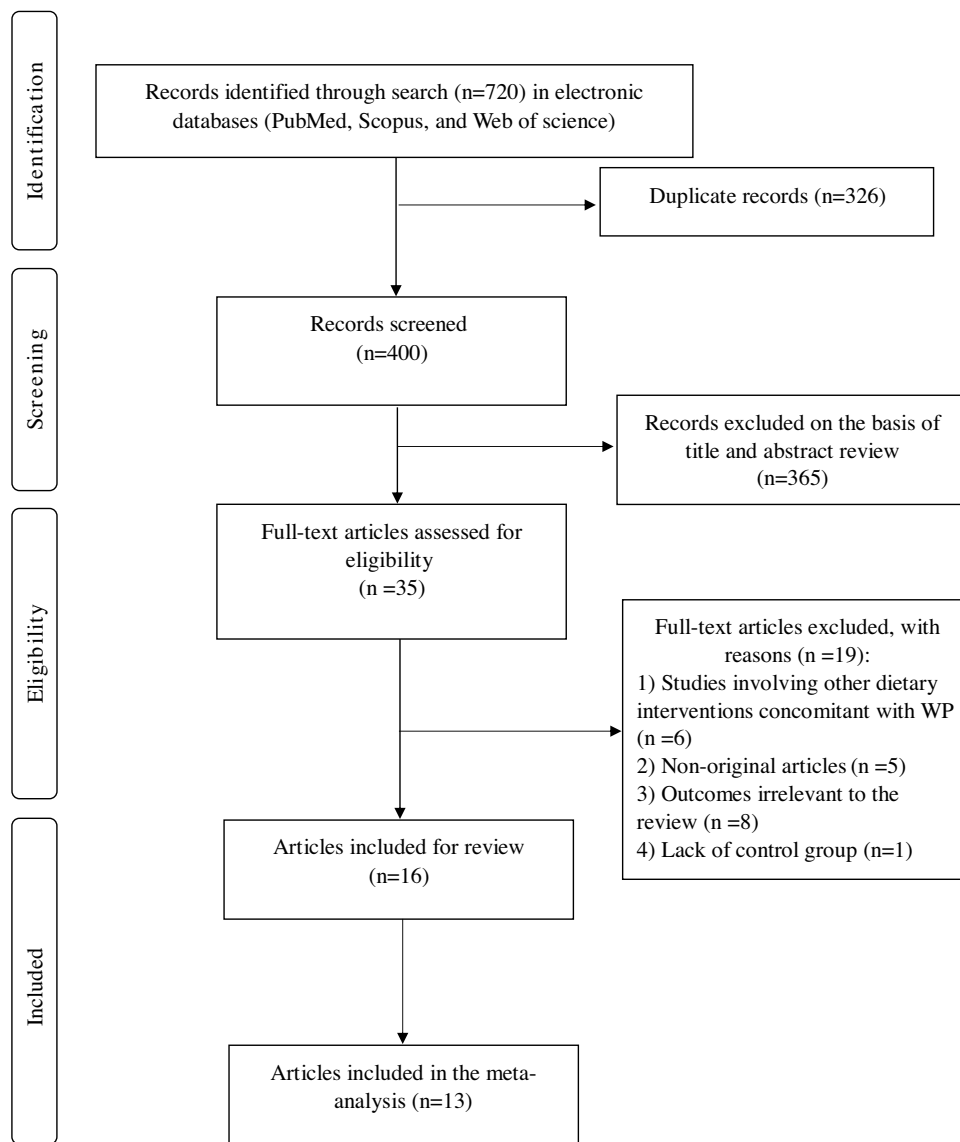 Identification
Records identified through search (n=720) in electronic
databases (PubMed, Scopus, and Web of science)
Duplicate records (n=326)
Screening
Records screened
(n=400)
Records excluded on the basis of
title and abstract review
(n=365)
Eligibility
Full-text articles assessed for
eligibility
(n =35)
Full-text articles excluded, with
reasons (n =19):
1) Studies involving other dietary
interventions concomitant with WP
(n =6)
2) Non-original articles (n =5)
3) Outcomes irrelevant to the
review (n =8)
4) Lack of control group (n=1)
Included
Articles included for review
(n=16)
Articles included in the meta-
analysis (n=13)